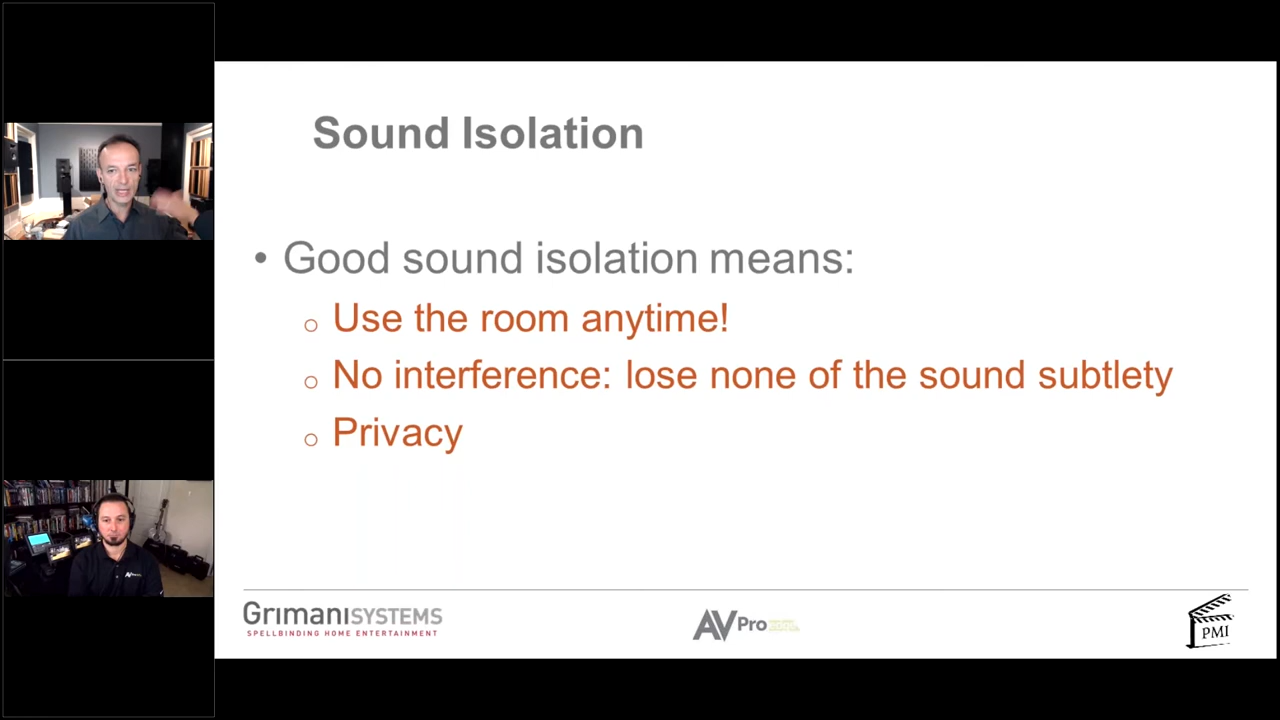 Sound Isolation
• Good sound isolation means:
o Use the room anytime!
o No interference: lose none of the sound subtlety
o Privacy
GrimaniSYSTEMS
SPELLBINDING HOME ENTERTAINMENT
AVPro
PMI